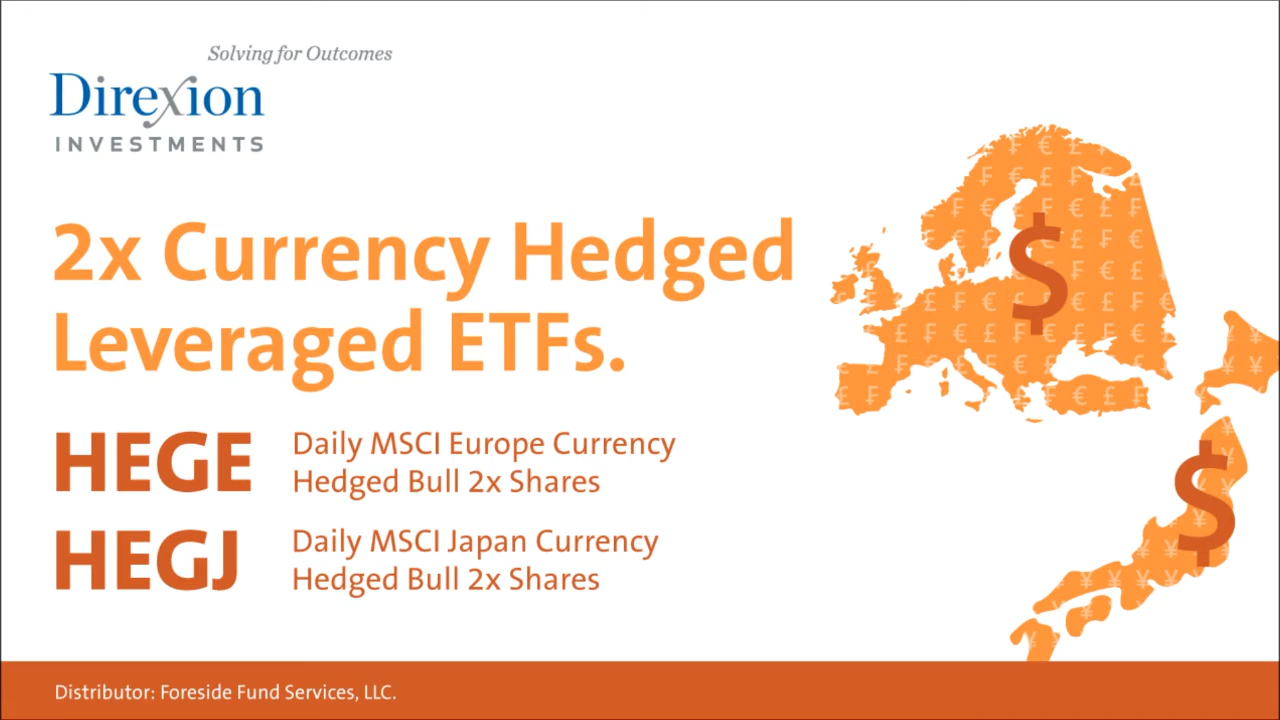 Solving for Outcomes
Direxion
INVESTMENTS
2x Currency Hedged
Leveraged ETFs.
HEGE
Daily MSCI Europe Currency
Hedged Bull 2x Shares
HEGJ
Daily MSCI Japan Currency
Hedged Bull 2x Shares
$
$
Distributor: Foreside Fund Services, LLC.